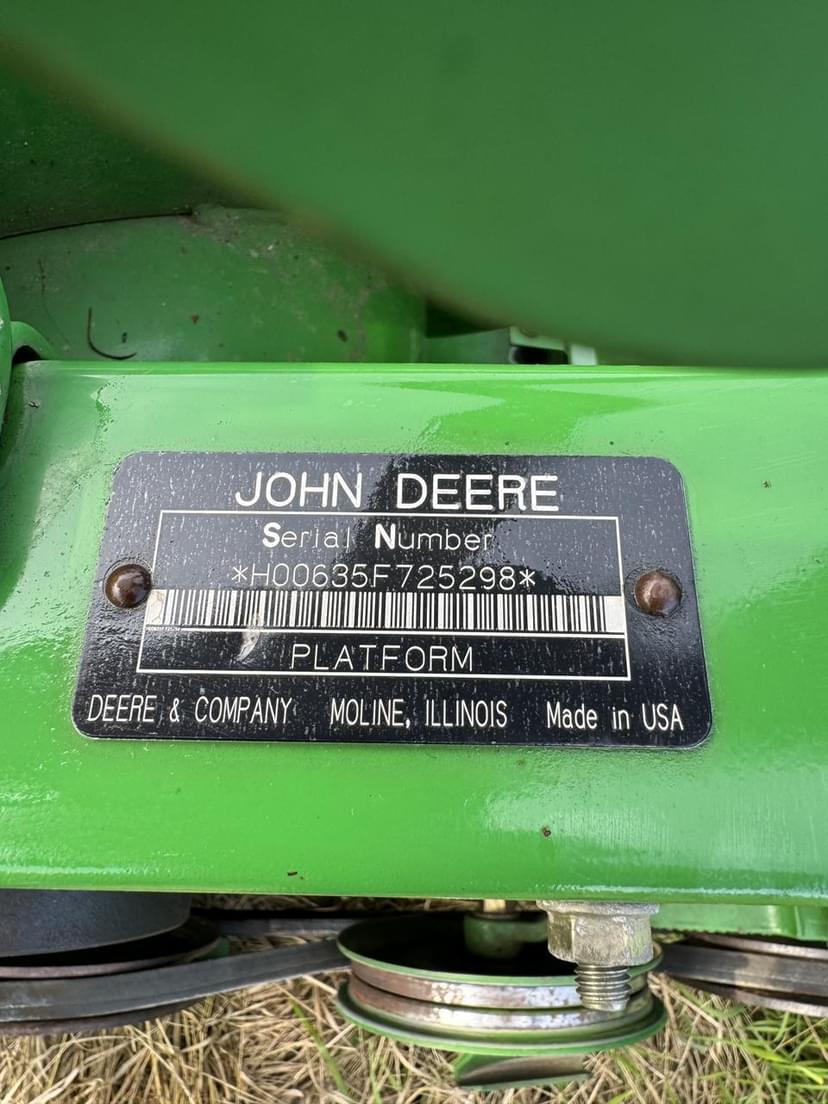 JOHN DEERE
Serial Number
*H00635F725298*
PLATFORM
DEERE & COMPANY MOLINE, ILLINOIS Made in USA